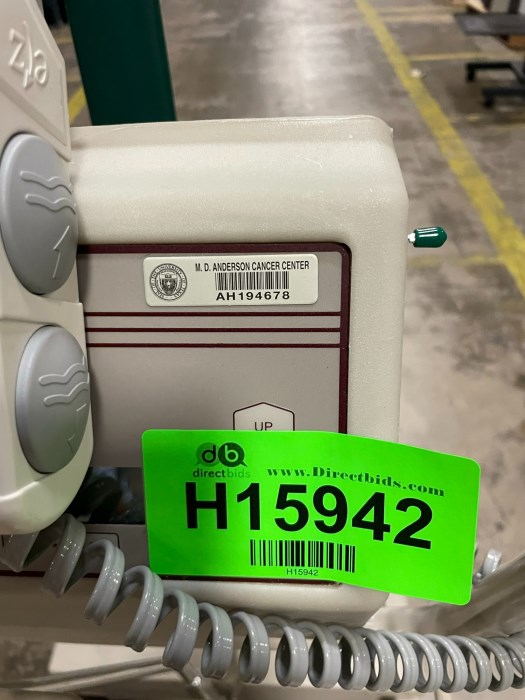 M. D. ANDERSON CANCER CENTER
AH194678
UP
db
directbids
www.Directbids.com
H15942
H15942